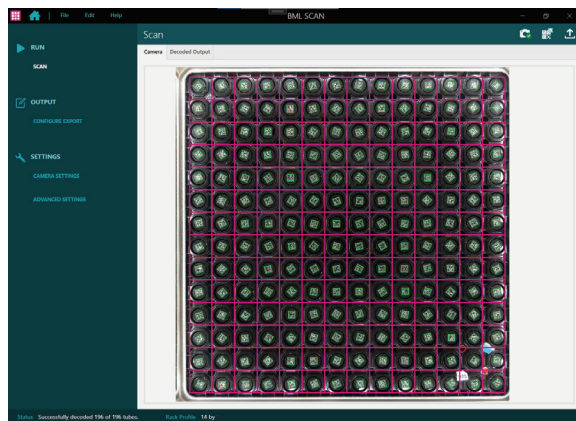 File Edit Help
BML SCAN
RUN
SCAN
OUTPUT
CONFIGURE EXPORT
SETTINGS
CAMERA SETTINGS
ADVANCED SETTINGS
Scan
Camera Decoded Output
Status Successfully decoded 196 of 196 tubes. Rack Profile 14 by